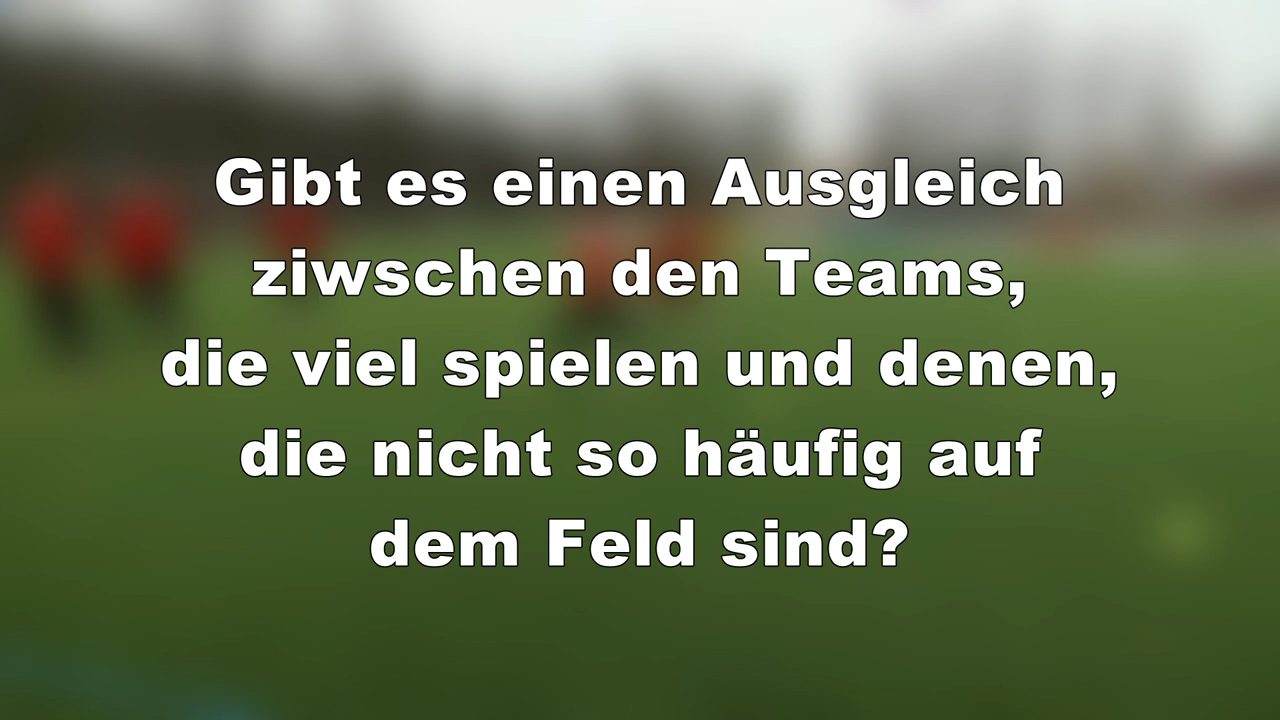 Gibt es einen Ausgleich
ziwschen den Teams,
die viel spielen und denen,
die nicht so häufig auf
dem Feld sind?